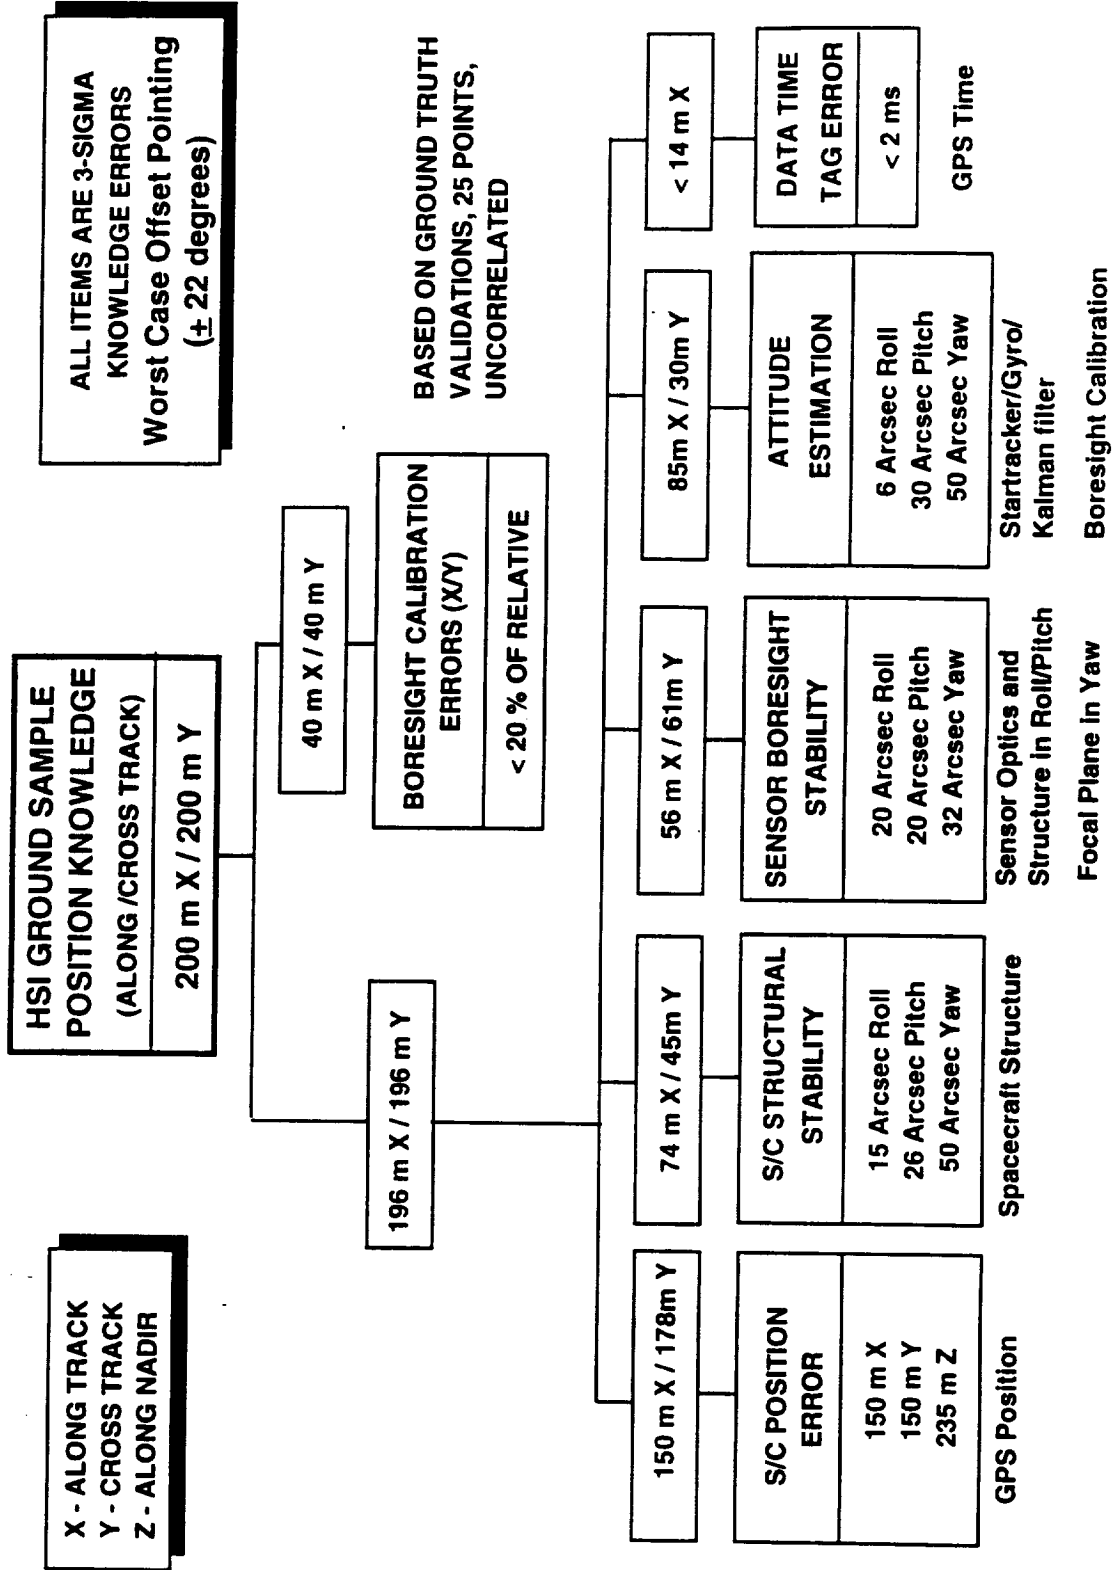 X - ALONG TRACK
Y - CROSS TRACK
Z - ALONG NADIR
HSI GROUND SAMPLE
POSITION KNOWLEDGE
(ALONG /CROSS TRACK)
200 m X / 200 m Y
ALL ITEMS ARE 3-SIGMA
KNOWLEDGE ERRORS
Worst Case Offset Pointing
(± 22 degrees)
196 m X / 196 m Y
40 m X / 40 m Y
BORESIGHT CALIBRATION
ERRORS (X/Y)
< 20 % OF RELATIVE
BASED ON GROUND TRUTH
VALIDATIONS, 25 POINTS,
UNCORRELATED
150 m X / 178m Y
S/C POSITION
ERROR
150 m X
150 m Y
235 m Z
GPS Position
74 m X / 45m Y
S/C STRUCTURAL
STABILITY
15 Arcsec Roll
26 Arcsec Pitch
50 Arcsec Yaw
Spacecraft Structure
56 m X / 61m Y
SENSOR BORESIGHT
STABILITY
20 Arcsec Roll
20 Arcsec Pitch
32 Arcsec Yaw
Sensor Optics and
Structure in Roll/Pitch
Focal Plane in Yaw
85m X / 30m Y
ATTITUDE
ESTIMATION
6 Arcsec Roll
30 Arcsec Pitch
50 Arcsec Yaw
Startracker/Gyro/
Kalman filter
Boresight Calibration
< 14 m X
DATA TIME
TAG ERROR
< 2 ms
GPS Time